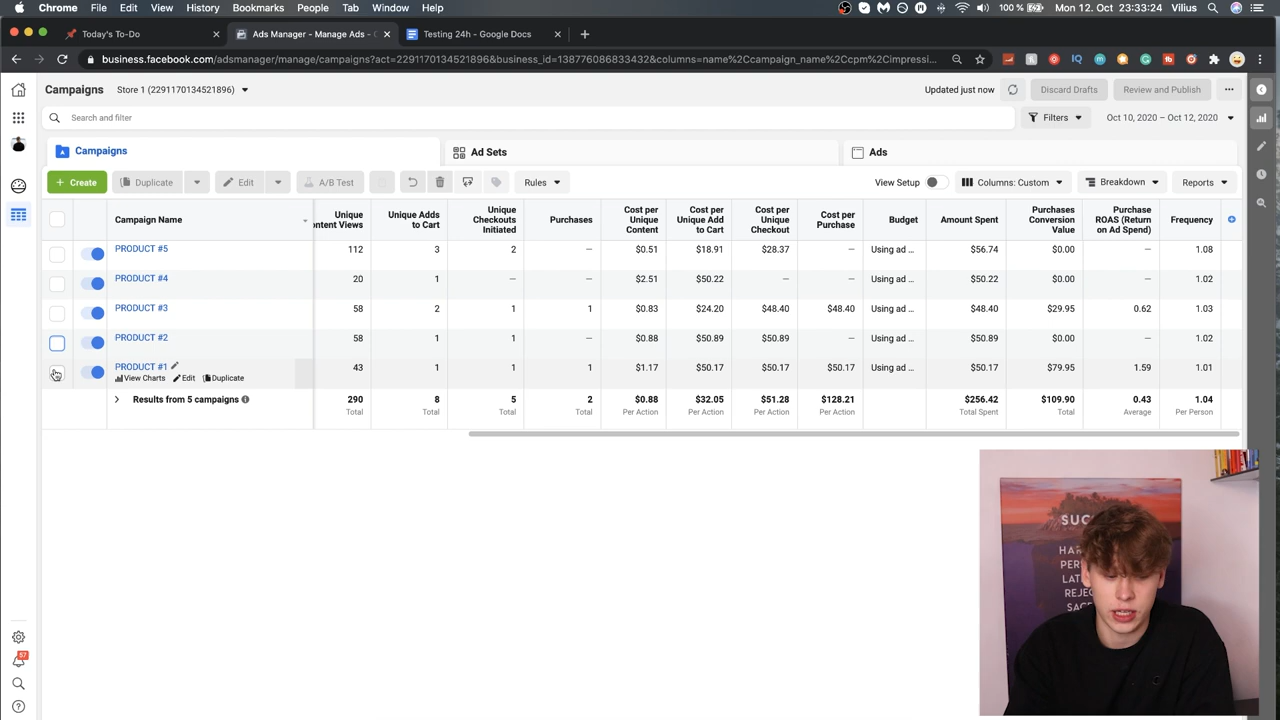 Chrome File Edit View History Bookmarks People Tab Window Help 100 % Mon 12. Oct 23:33:24 Vilius
Today's To-Do × Ads Manager - Manage Ads - × Testing 24h - Google Docs × +
business.facebook.com/adsmanager/manage/campaigns?act=2291170134521896&business_id=138776086833432&columns=name%2Ccampaign_name%2Ccpm%2Cimpressi...
Campaigns Store 1 (2291170134521896) Updated just now Discard Drafts Review and Publish
Search and filter Filters Oct 10, 2020 – Oct 12, 2020
Campaigns Ad Sets Ads
+ Create Duplicate Edit A/B Test Rules View Setup Columns: Custom Breakdown Reports
Campaign Name
Unique
ntent Views
Unique Adds
to Cart
Unique
Checkouts
Initiated
Purchases
Cost per
Unique
Content
Cost per
Unique Add
to Cart
Cost per
Unique
Checkout
Cost per
Purchase
Budget
Amount Spent
Purchases
Conversion
Value
Purchase
ROAS (Return
on Ad Spend)
Frequency
PRODUCT #5 112 3 2 — $0.51 $18.91 $28.37 — Using ad ... $56.74 $0.00 — 1.08
PRODUCT #4 20 1 — — $2.51 $50.22 — — Using ad ... $50.22 $0.00 — 1.02
PRODUCT #3 58 2 1 1 $0.83 $24.20 $48.40 $48.40 Using ad ... $48.40 $29.95 0.62 1.03
PRODUCT #2 58 1 1 — $0.88 $50.89 $50.89 — Using ad ... $50.89 $0.00 — 1.02
PRODUCT #1 43 1 1 1 $1.17 $50.17 $50.17 $50.17 Using ad ... $50.17 $79.95 1.59 1.01
View Charts Edit Duplicate
Results from 5 campaigns 290 8 5 2 $0.88 $32.05 $51.28 $128.21 $256.42 $109.90 0.43 1.04
Total Total Total Total Per Action Per Action Per Action Per Action Total Spent Total Average Per Person
57